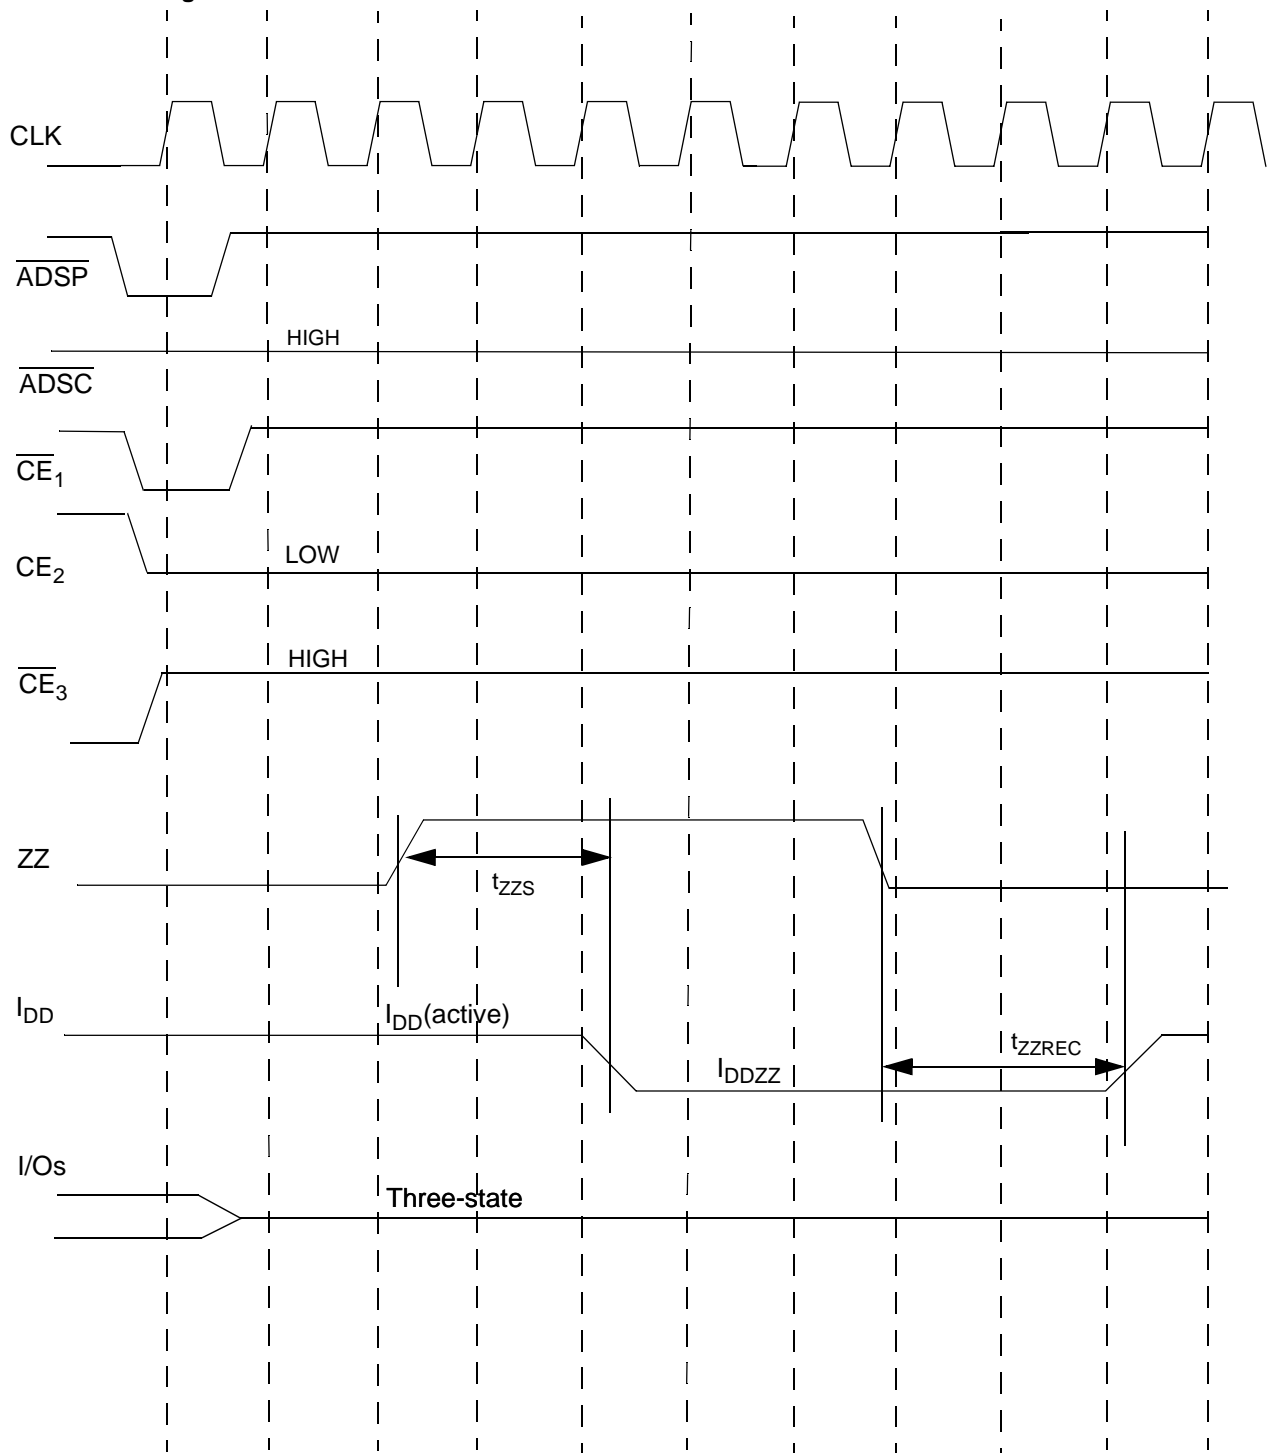 CLK
ADSP
HIGH
ADSC
CE1
LOW
CE2
HIGH
CE3
ZZ
tZZS
IDD
IDD(active)
tZZREC
IDDZZ
I/Os
Three-state